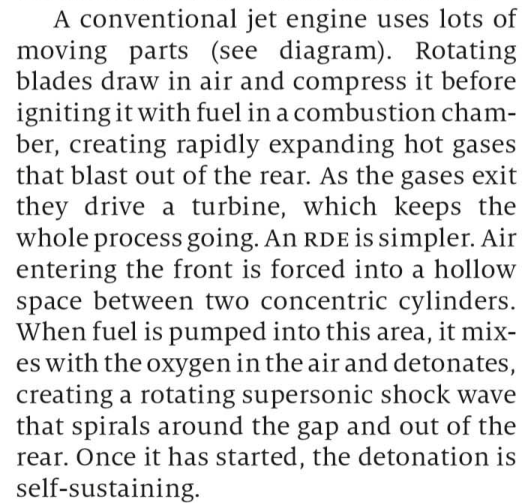 A conventional jet engine uses lots of
moving parts (see diagram). Rotating
blades draw in air and compress it before
igniting it with fuel in a combustion cham-
ber, creating rapidly expanding hot gases
that blast out of the rear. As the gases exit
they drive a turbine, which keeps the
whole process going. An RDE is simpler. Air
entering the front is forced into a hollow
space between two concentric cylinders.
When fuel is pumped into this area, it mix-
es with the oxygen in the air and detonates,
creating a rotating supersonic shock wave
that spirals around the gap and out of the
rear. Once it has started, the detonation is
self-sustaining.